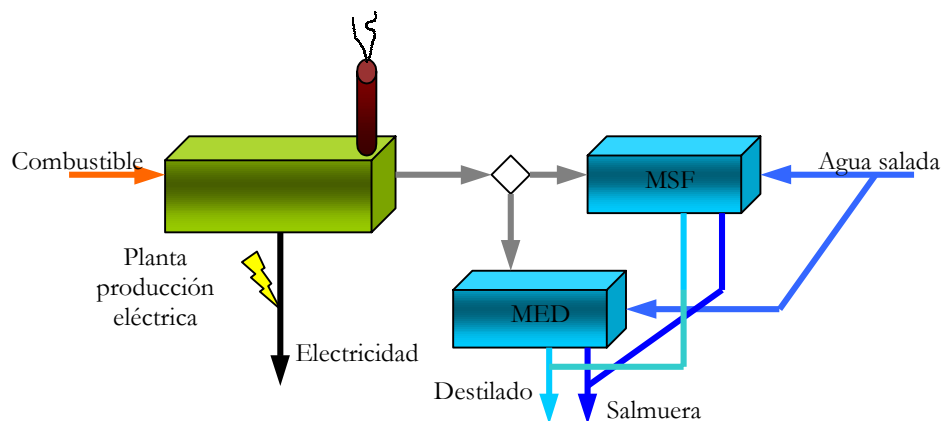 Combustible
MSF
Agua salada
Planta
producción
eléctrica
MED
Electricidad
Destilado
Salmuera